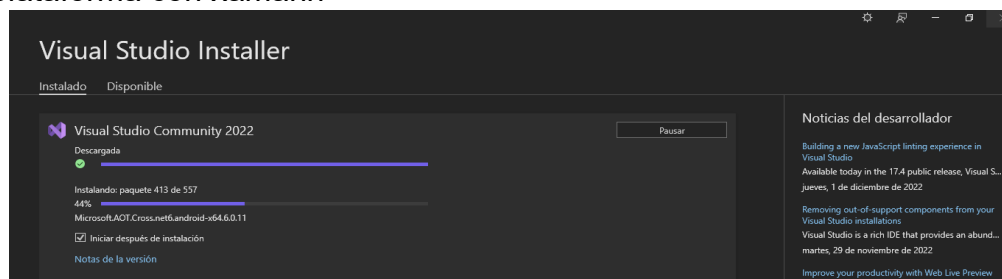 plataforma con Xamarin
Visual Studio Installer
Instalado Disponible
Visual Studio Community 2022
Pausar
Descargada
Instalando: paquete 413 de 557
44%
Microsoft.AOT.Cross.net6.android-x64.6.0.11
Iniciar después de instalación
Notas de la versión
Noticias del desarrollador
Building a new JavaScript linting experience in
Visual Studio
Available today in the 17.4 public release, Visual S...
jueves, 1 de diciembre de 2022
Removing out-of-support components from your
Visual Studio installations
Visual Studio is a rich IDE that provides an abund...
martes, 29 de noviembre de 2022
Improve your productivity with Web Live Preview